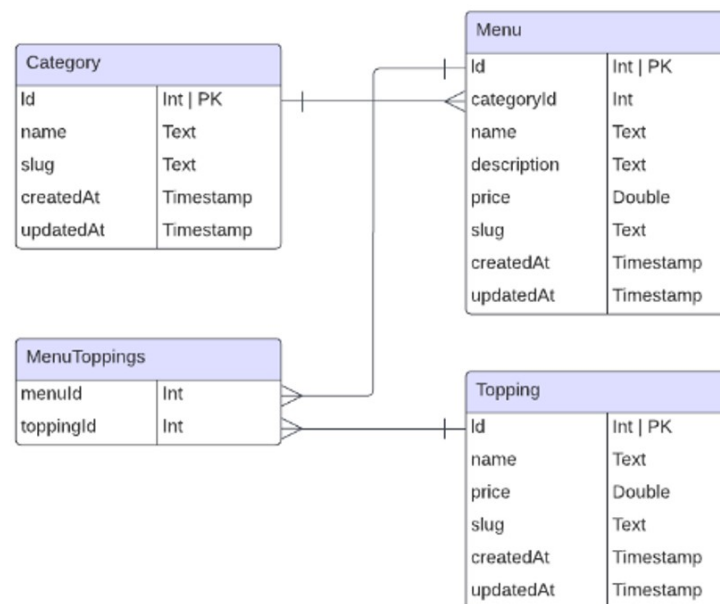 Category
Id Int | PK
name Text
slug Text
createdAt Timestamp
updatedAt Timestamp
Menu
Id Int | PK
categoryId Int
name Text
description Text
price Double
slug Text
createdAt Timestamp
updatedAt Timestamp
MenuToppings
menuId Int
toppingId Int
Topping
Id Int | PK
name Text
price Double
slug Text
createdAt Timestamp
updatedAt Timestamp